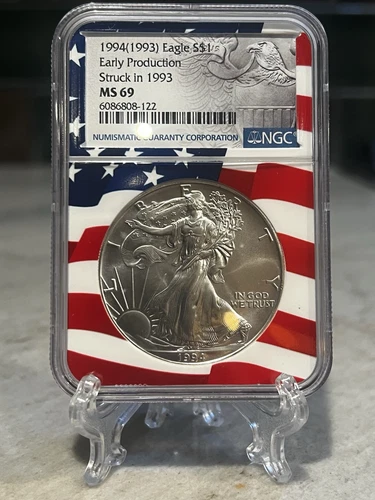 1994(1993) Eagle S$1
Early Production
Struck in 1993
MS 69
6086808-122
NUMISMATIC GUARANTY CORPORATION
NGC
LIBERTY
IN GOD
WE TRUST
1994